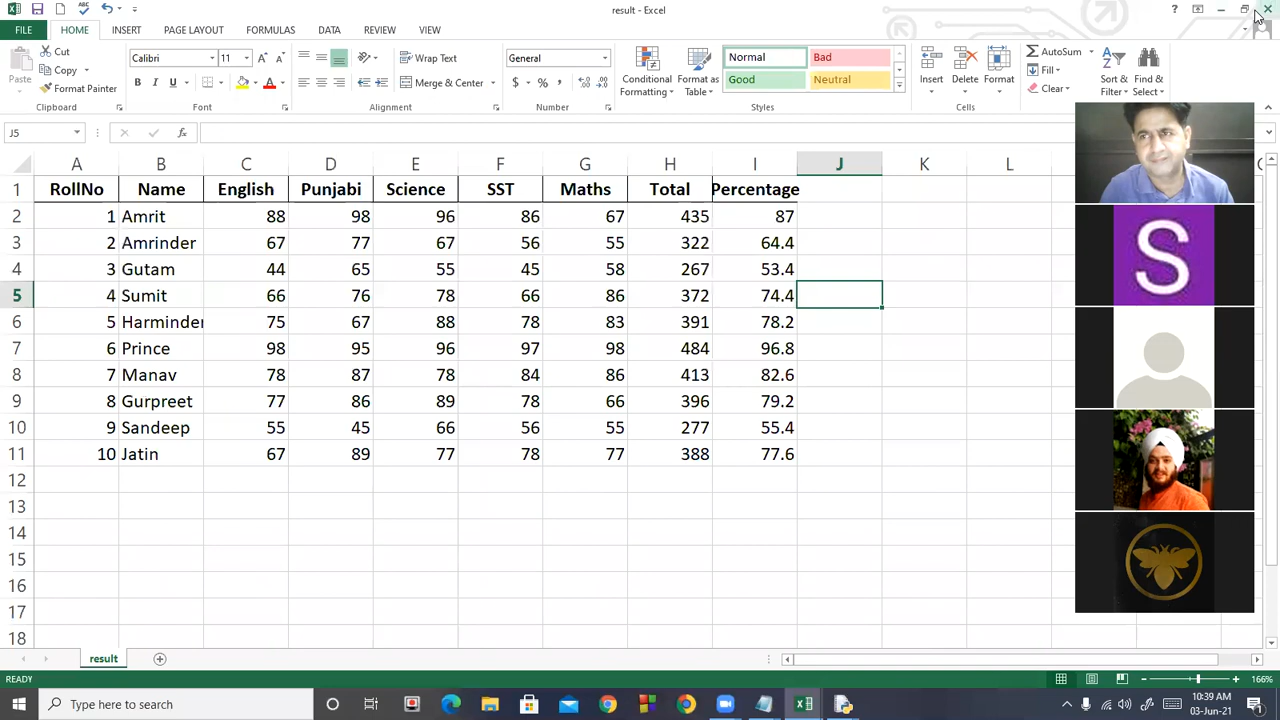 result - Excel
FILE HOME INSERT PAGE LAYOUT FORMULAS DATA REVIEW VIEW
Paste
Cut
Copy
Format Painter
Clipboard
Calibri 11
B I U
Font
Wrap Text
Merge & Center
Alignment
General
$ % ,
Number
Conditional Formatting
Format as Table
Normal Bad
Good Neutral
Styles
Insert Delete Format
Cells
AutoSum
Fill
Clear
Sort & Filter
Find & Select
Editing
J5
fx
A B C D E F G H I J K L
1 RollNo Name English Punjabi Science SST Maths Total Percentage
2 1 Amrit 88 98 96 86 67 435 87
3 2 Amrinder 67 77 67 56 55 322 64.4
4 3 Gutam 44 65 55 45 58 267 53.4
5 4 Sumit 66 76 78 66 86 372 74.4
6 5 Harminder 75 67 88 78 83 391 78.2
7 6 Prince 98 95 96 97 98 484 96.8
8 7 Manav 78 87 78 84 86 413 82.6
9 8 Gurpreet 77 86 89 78 66 396 79.2
10 9 Sandeep 55 45 66 56 55 277 55.4
11 10 Jatin 67 89 77 78 77 388 77.6
12
13
14
15
16
17
18
S
result
READY
166%
Type here to search
10:39 AM
03-Jun-21